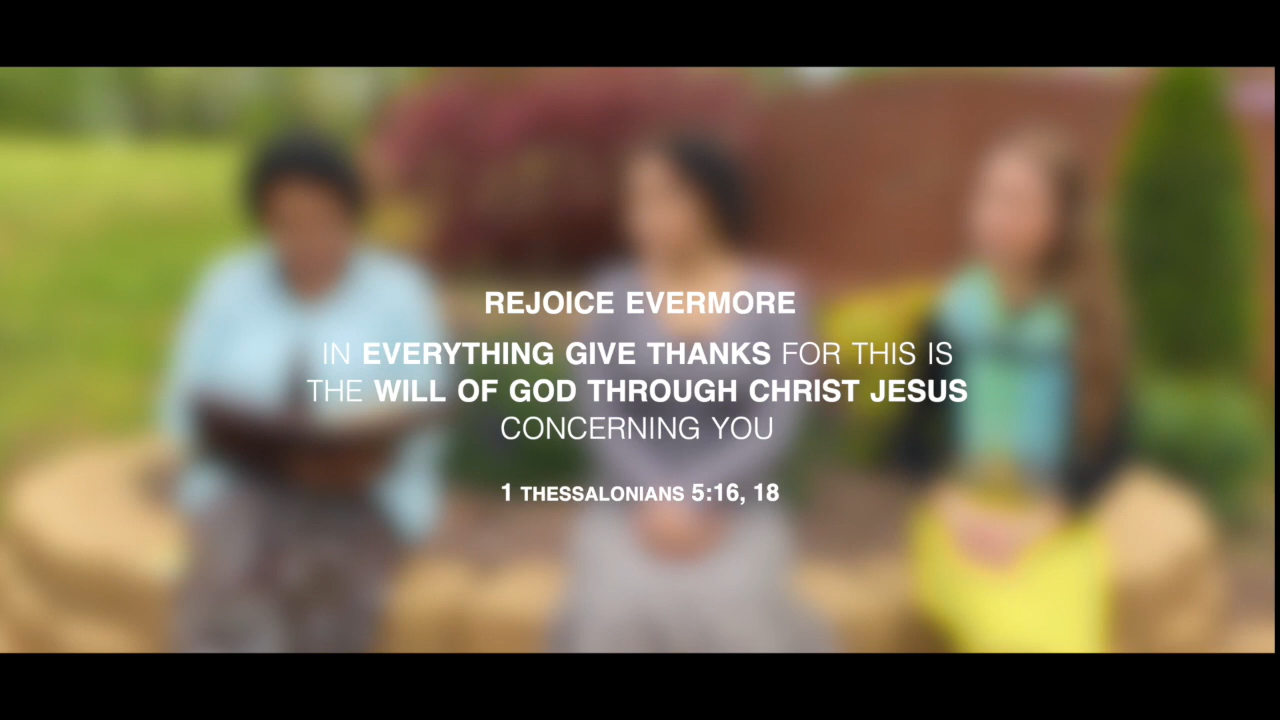 REJOICE EVERMORE
IN EVERYTHING GIVE THANKS FOR THIS IS
THE WILL OF GOD THROUGH CHRIST JESUS
CONCERNING YOU
1 THESSALONIANS 5:16, 18